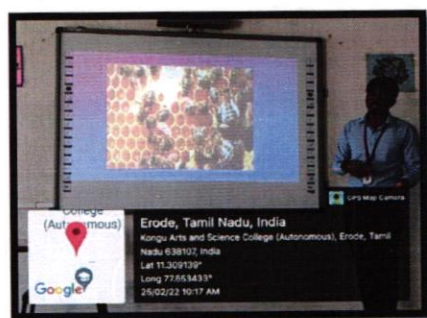 GPS Map Camera
College
(Autonomous)
Google
Erode, Tamil Nadu, India
Kongu Arts and Science College (Autonomous), Erode, Tamil
Nadu 638107, India
Lat 11.309139°
Long 77.653433°
25/02/22 10:17 AM